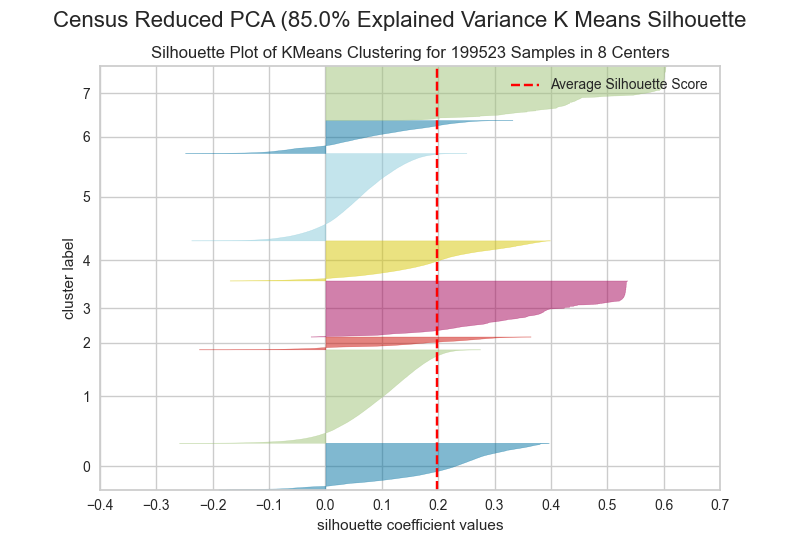 Census Reduced PCA (85.0% Explained Variance K Means Silhouette
Silhouette Plot of KMeans Clustering for 199523 Samples in 8 Centers
Average Silhouette Score
7
6
5
4
3
2
1
0
cluster label
−0.4 −0.3 −0.2 −0.1 0.0 0.1 0.2 0.3 0.4 0.5 0.6 0.7
silhouette coefficient values